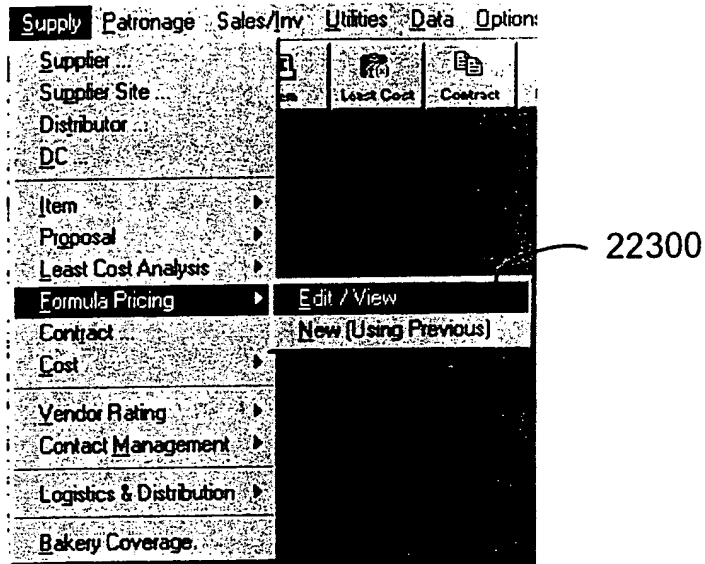 Supply Patronage Sales/Inv Utilities Data Options
Supplier ...
Supplier Site ...
Distributor ...
DC ...
Least Cost
Contract
Item
Proposal
Least Cost Analysis
Formula Pricing
Edit / View
22300
New (Using Previous)
Contract ...
Cost
Vendor Rating
Contact Management
Logistics & Distribution
Bakery Coverage.